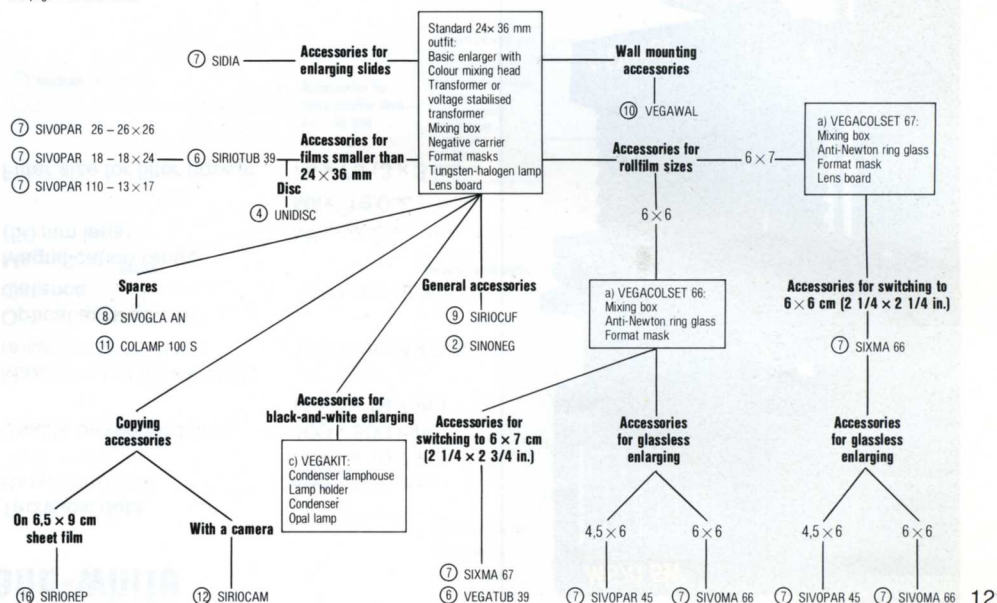 Standard 24 × 36 mm
outfit:
Basic enlarger with
Colour mixing head
Transformer or
voltage stabilised
transformer
Mixing box
Negative carrier
Format masks
Tungsten-halogen lamp
Lens board
⑦ SIDIA
Accessories for
enlarging slides
Wall mounting
accessories
⑩ VEGAWAL
⑦ SIVOPAR 26 – 26 × 26
⑦ SIVOPAR 18 – 18 × 24
⑦ SIVOPAR 110 – 13 × 17
⑥ SIRIOTUB 39
Accessories for
films smaller than
24 × 36 mm
Disc
④ UNIDISC
Accessories for
rollfilm sizes
6 × 7
a) VEGACOLSET 67:
Mixing box
Anti-Newton ring glass
Format mask
Lens board
6 × 6
Spares
⑧ SIVOGLA AN
⑪ COLAMP 100 S
General accessories
⑨ SIRIOCUF
② SINONEG
a) VEGACOLSET 66:
Mixing box
Anti-Newton ring glass
Format mask
Accessories for switching to
6 × 6 cm (2 1/4 × 2 1/4 in.)
⑦ SIXMA 66
Copying
accessories
On 6,5 × 9 cm
sheet film
⑯ SIRIOREP
With a camera
⑫ SIRIOCAM
Accessories for
black-and-white enlarging
c) VEGAKIT:
Condenser lamphouse
Lamp holder
Condenser
Opal lamp
Accessories for
switching to 6 × 7 cm
(2 1/4 × 2 3/4 in.)
⑦ SIXMA 67
⑥ VEGATUB 39
Accessories
for glassless
enlarging
4,5 × 6
6 × 6
⑦ SIVOPAR 45
⑦ SIVOMA 66
Accessories
for glassless
enlarging
4,5 × 6
6 × 6
⑦ SIVOPAR 45
⑦ SIVOMA 66
12